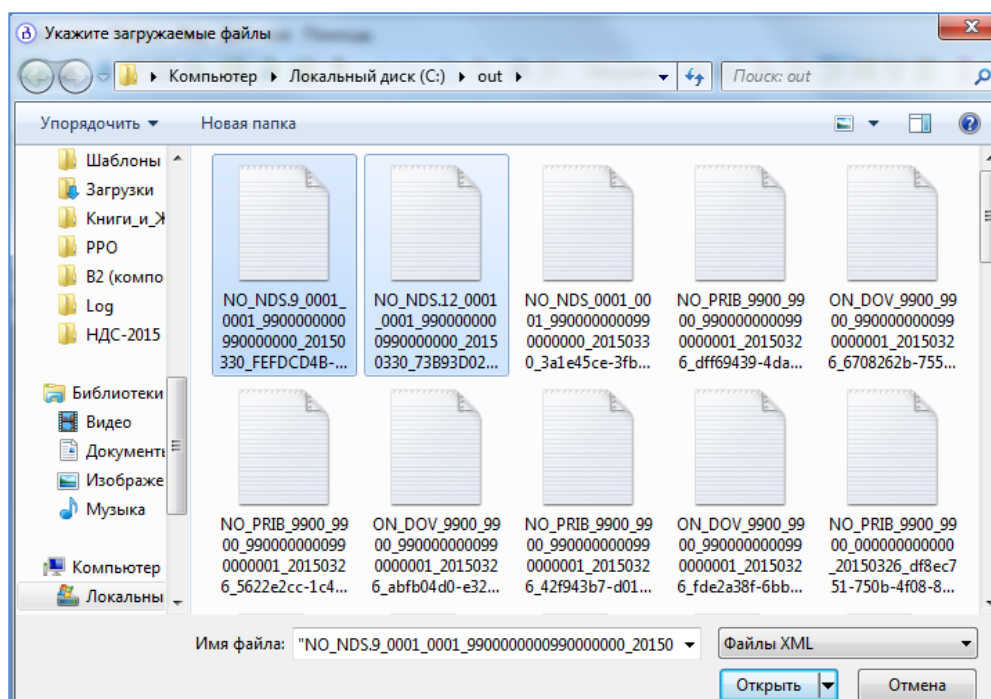 Укажите загружаемые файлы
Компьютер Локальный диск (C:) out
Поиск: out
Упорядочить Новая папка
Шаблоны
Загрузки
Книги_и_Ж
PPO
B2 (компо
Log
НДС-2015
Библиотеки
Видео
Документы
Изображе
Музыка
Компьютер
Локальны
NO_NDS.9_0001_
0001_9900000000
990000000_20150
330_FEFDCD4B-...
NO_NDS.12_0001
_0001_990000000
0990000000_2015
0330_73B93D02...
NO_NDS_0001_00
01_990000000099
0000000_2015033
0_3a1e45ce-3fb...
NO_PRIB_9900_99
00_990000000099
0000001_2015032
6_dff69439-4da...
ON_DOV_9900_99
00_990000000099
0000001_2015032
6_6708262b-755...
NO_PRIB_9900_99
00_990000000099
0000001_2015032
6_5622e2cc-1c4...
ON_DOV_9900_99
00_990000000099
0000001_2015032
6_abfb04d0-e32...
NO_PRIB_9900_99
00_990000000099
0000001_2015032
6_42f943b7-d01...
ON_DOV_9900_99
00_990000000099
0000001_2015032
6_fde2a38f-6bb...
NO_PRIB_9900_99
00_000000000000
_20150326_df8ec7
51-750b-4f08-8...
Имя файла: "NO_NDS.9_0001_0001_9900000000990000000_20150
Файлы XML
Открыть Отмена